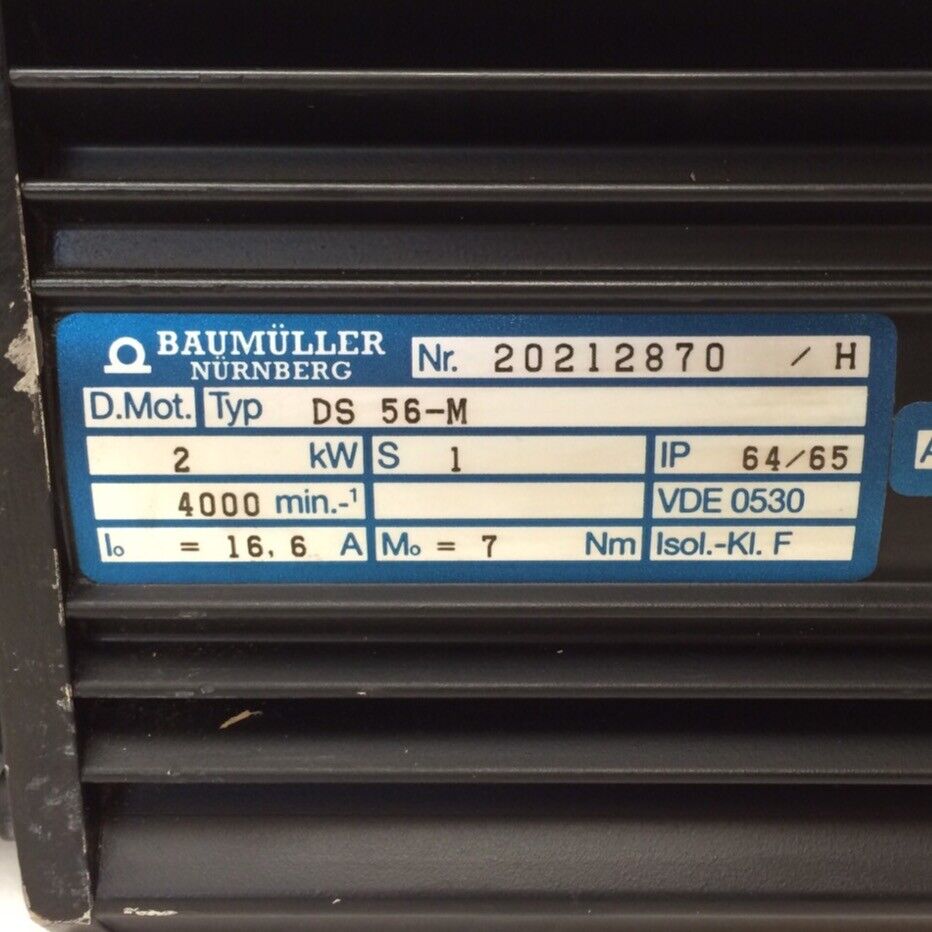 BAUMÜLLER
NÜRNBERG
Nr. 20212870 / H
D.Mot. Typ DS 56-M
2 kW S 1 IP 64/65
4000 min.-¹ VDE 0530
I₀ = 16,6 A M₀ = 7 Nm Isol.-Kl. F
A